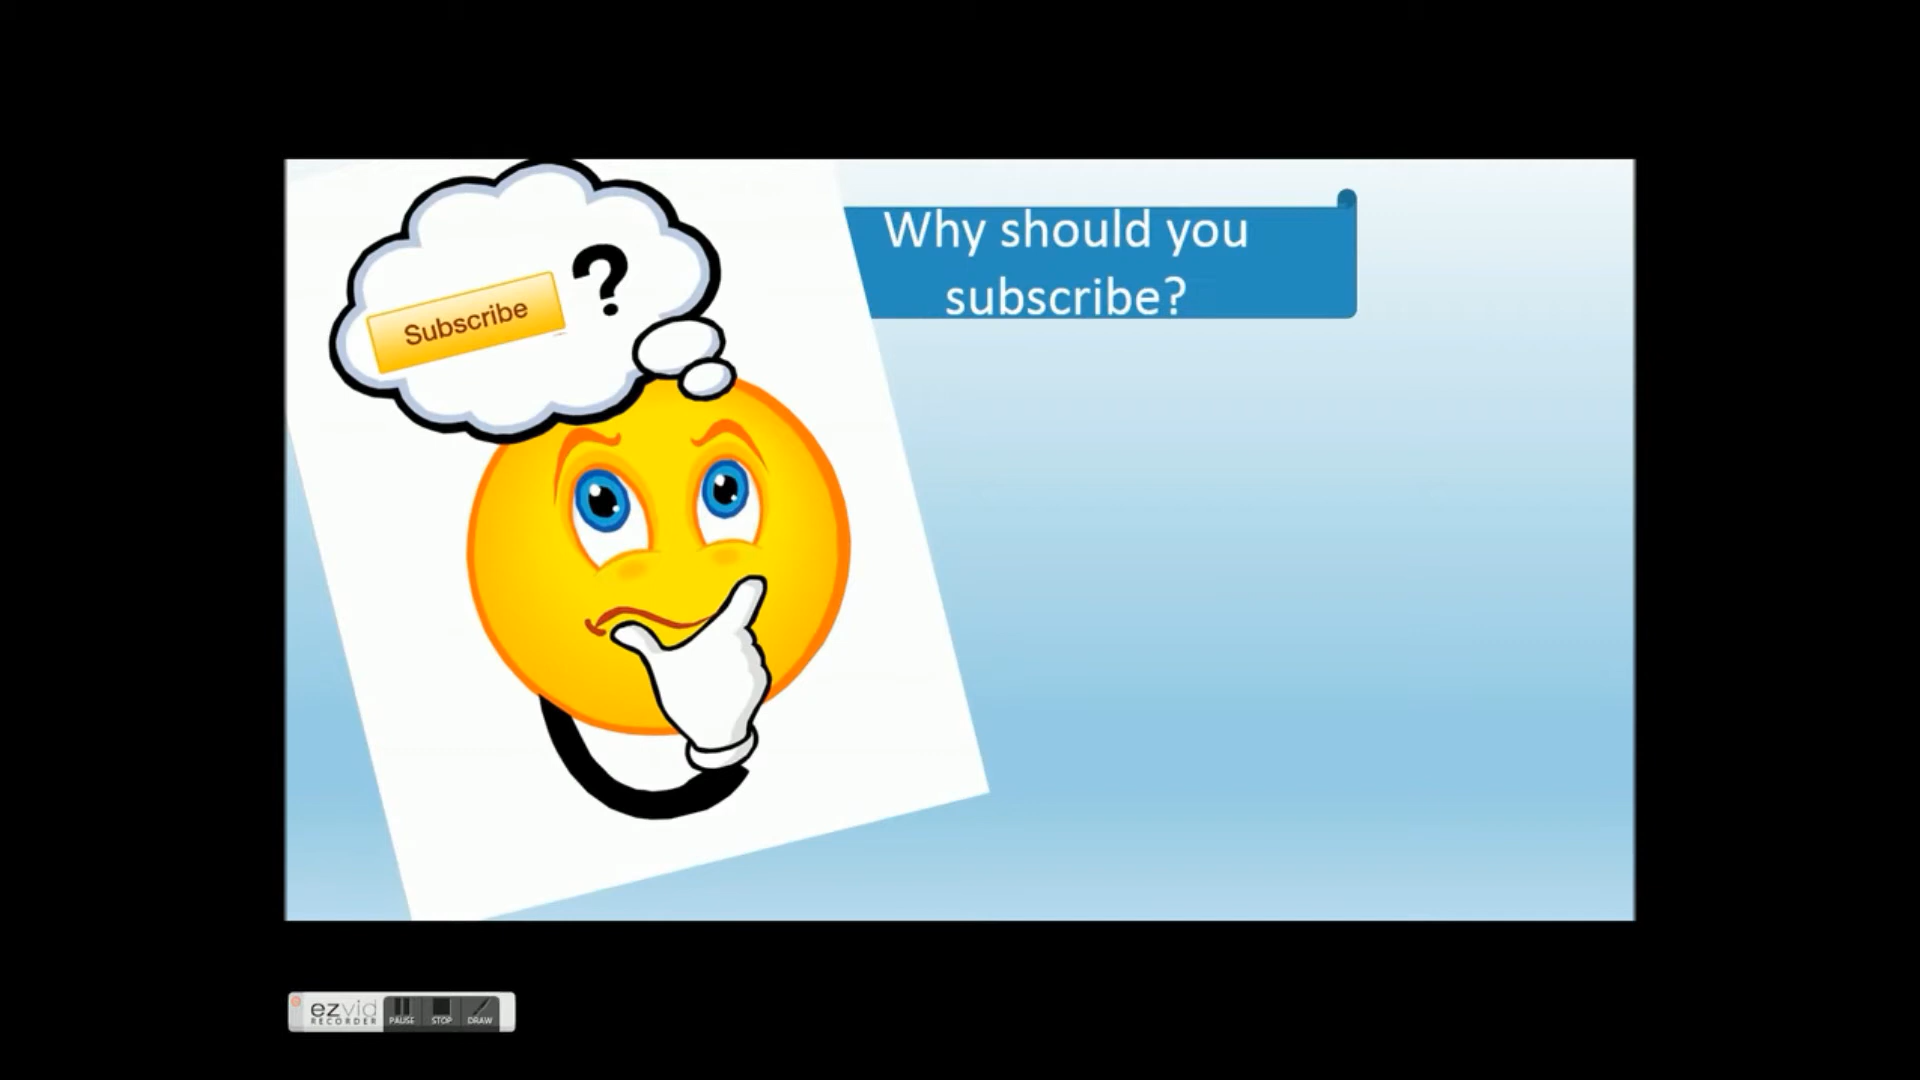 Why should you
subscribe?
Subscribe ?
ezvid
RECORDER
PAUSE STOP DRAW